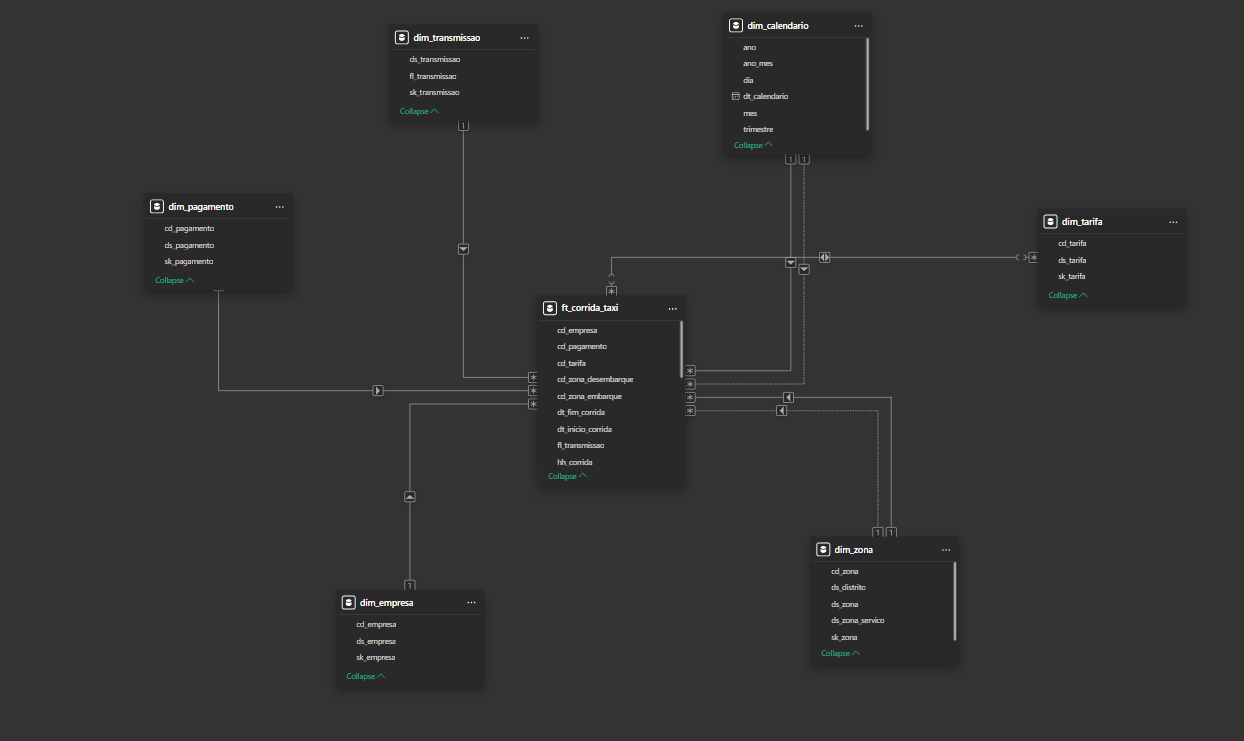 dim_transmissao
ds_transmissao
fl_transmissao
sk_transmissao
Collapse
1
dim_calendario
ano
ano_mes
dia
dt_calendario
mes
trimestre
Collapse
1 1
dim_pagamento
cd_pagamento
ds_pagamento
sk_pagamento
Collapse
dim_tarifa
cd_tarifa
ds_tarifa
sk_tarifa
Collapse
*
*
ft_corrida_taxi
cd_empresa
cd_pagamento
cd_tarifa
cd_zona_desembarque
cd_zona_embarque
dt_fim_corrida
dt_inicio_corrida
fl_transmissao
hh_corrida
Collapse
*
*
*
*
*
*
*
1 1
dim_zona
cd_zona
ds_distrito
ds_zona
ds_zona_servico
sk_zona
Collapse
1
dim_empresa
cd_empresa
ds_empresa
sk_empresa
Collapse